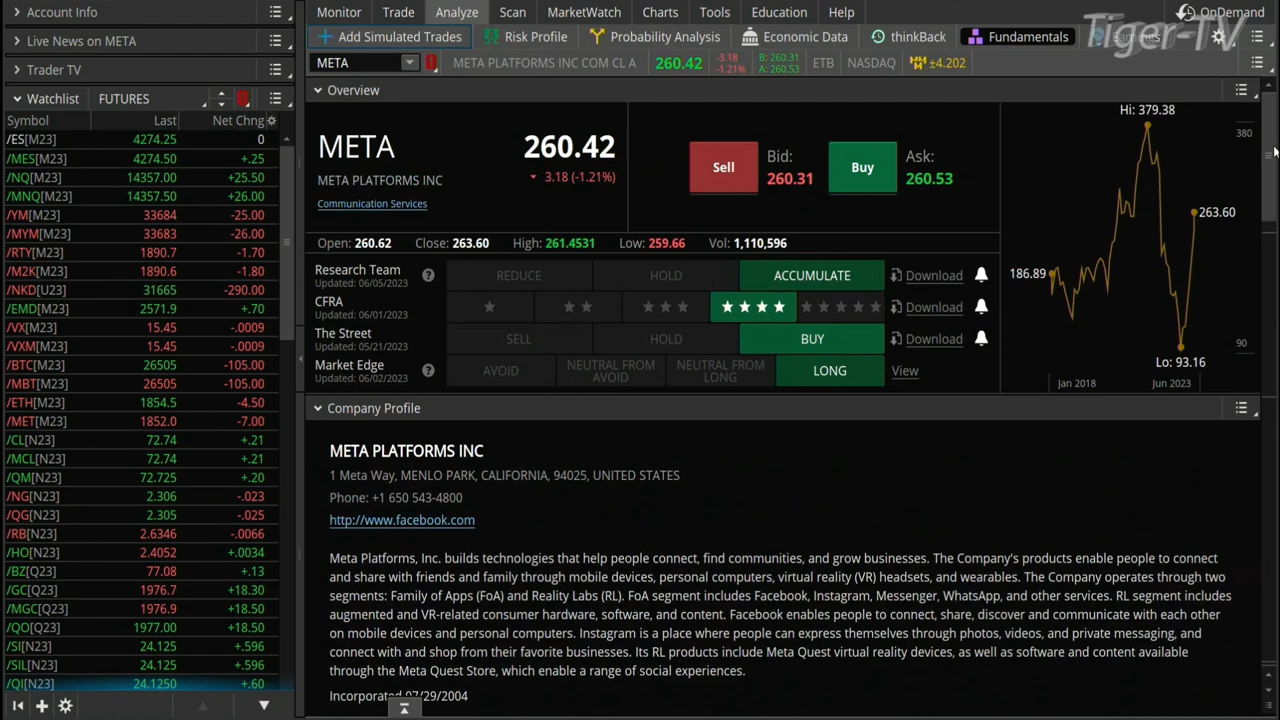 Account Info
Live News on META
Trader TV
Watchlist FUTURES
Symbol Last Net Chng
/ES[M23] 4274.25 0
/MES[M23] 4274.50 +.25
/NQ[M23] 14357.00 +25.50
/MNQ[M23] 14357.50 +26.00
/YM[M23] 33684 -25.00
/MYM[M23] 33683 -26.00
/RTY[M23] 1890.7 -1.70
/M2K[M23] 1890.6 -1.80
/NKD[U23] 31665 -290.00
/EMD[M23] 2571.9 +.70
/VX[M23] 15.45 -.0009
/VXM[M23] 15.45 -.0009
/BTC[M23] 26505 -105.00
/MBT[M23] 26505 -105.00
/ETH[M23] 1854.5 -4.50
/MET[M23] 1852.0 -7.00
/CL[N23] 72.74 +.21
/MCL[N23] 72.74 +.21
/QM[N23] 72.725 +.20
/NG[N23] 2.306 -.023
/QG[N23] 2.305 -.025
/RB[N23] 2.6346 -.0066
/HO[N23] 2.4052 +.0034
/BZ[Q23] 77.08 +.13
/GC[Q23] 1976.7 +18.30
/MGC[Q23] 1976.9 +18.50
/QO[Q23] 1977.00 +18.50
/SI[N23] 24.125 +.596
/SIL[N23] 24.125 +.596
/QI[N23] 24.1250 +.60
Monitor Trade Analyze Scan MarketWatch Charts Tools Education Help OnDemand
Tiger-TV
Add Simulated Trades Risk Profile Probability Analysis Economic Data thinkBack Fundamentals Earnings
META 1 META PLATFORMS INC COM CL A 260.42 -3.18 -1.21% B: 260.31 A: 260.53 ETB NASDAQ ±4.202
Overview
META 260.42
META PLATFORMS INC 3.18 (-1.21%)
Communication Services
Sell Bid: 260.31 Buy Ask: 260.53
Open: 260.62 Close: 263.60 High: 261.4531 Low: 259.66 Vol: 1,110,596
Research Team ? REDUCE HOLD ACCUMULATE Download
Updated: 06/05/2023
CFRA ★ ★★ ★★★ ★★★★ ★★★★★ Download
Updated: 06/01/2023
The Street SELL HOLD BUY Download
Updated: 05/21/2023
Market Edge ? AVOID NEUTRAL FROM AVOID NEUTRAL FROM LONG LONG View
Updated: 06/02/2023
Hi: 379.38
380
263.60
186.89
90
Lo: 93.16
Jan 2018 Jun 2023
Company Profile
META PLATFORMS INC
1 Meta Way, MENLO PARK, CALIFORNIA, 94025, UNITED STATES
Phone: +1 650 543-4800
http://www.facebook.com
Meta Platforms, Inc. builds technologies that help people connect, find communities, and grow businesses. The Company's products enable people to connect
and share with friends and family through mobile devices, personal computers, virtual reality (VR) headsets, and wearables. The Company operates through two
segments: Family of Apps (FoA) and Reality Labs (RL). FoA segment includes Facebook, Instagram, Messenger, WhatsApp, and other services. RL segment includes
augmented and VR-related consumer hardware, software, and content. Facebook enables people to connect, share, discover and communicate with each other
on mobile devices and personal computers. Instagram is a place where people can express themselves through photos, videos, and private messaging, and
connect with and shop from their favorite businesses. Its RL products include Meta Quest virtual reality devices, as well as software and content available
through the Meta Quest Store, which enable a range of social experiences.
Incorporated 07/29/2004